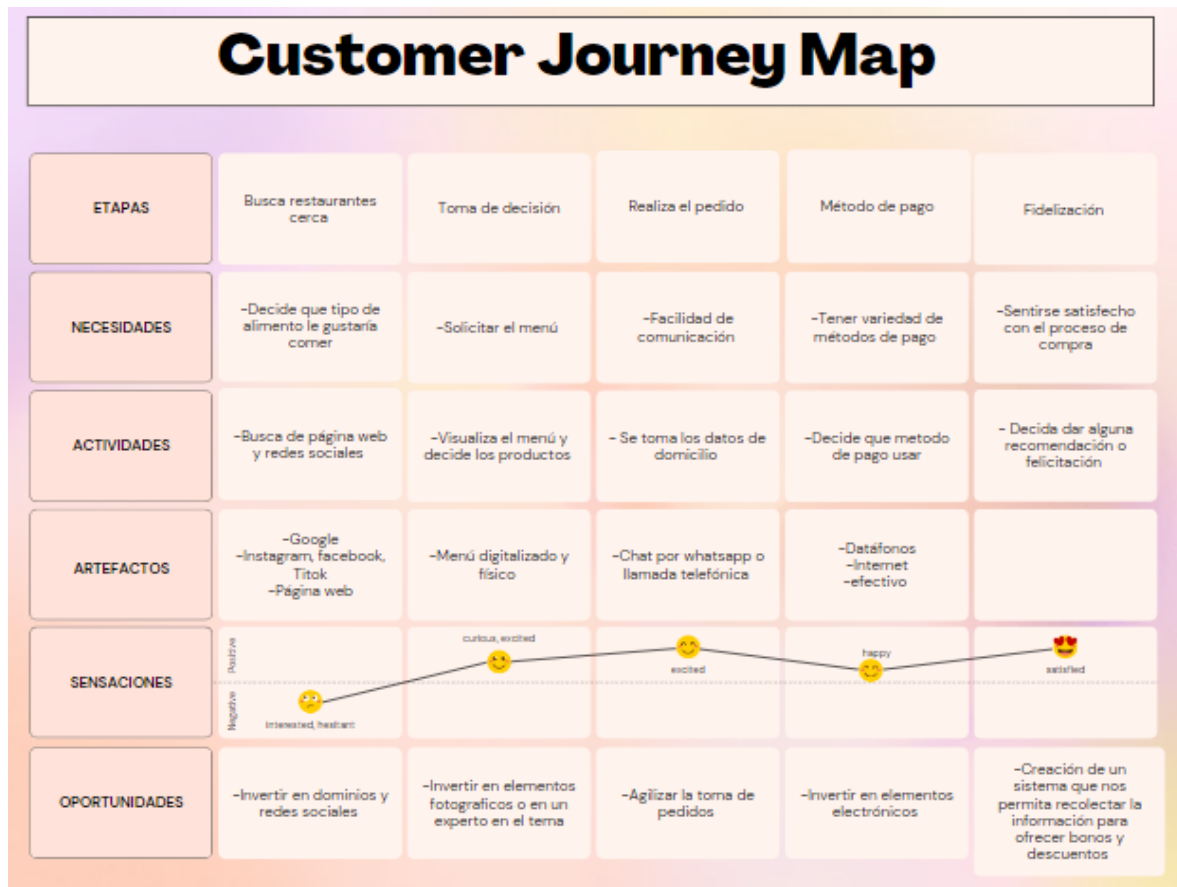 Customer Journey Map
ETAPAS
Busca restaurantes
cerca
Toma de decisión
Realiza el pedido
Método de pago
Fidelización
NECESIDADES
-Decide que tipo de
alimento le gustaría
comer
-Solicitar el menú
-Facilidad de
comunicación
-Tener variedad de
métodos de pago
-Sentirse satisfecho
con el proceso de
compra
ACTIVIDADES
-Busca de página web
y redes sociales
-Visualiza el menú y
decide los productos
- Se toma los datos de
domicilio
-Decide que metodo
de pago usar
- Decida dar alguna
recomendación o
felicitación
ARTEFACTOS
-Google
-Instagram, facebook,
Titok
-Página web
-Menú digitalizado y
físico
-Chat por whatsapp o
llamada telefónica
-Datáfonos
-Internet
-efectivo
SENSACIONES
Positive
Negative
interested, hesitant
curious, excited
excited
happy
satisfied
OPORTUNIDADES
-Invertir en dominios y
redes sociales
-Invertir en elementos
fotograficos o en un
experto en el tema
-Agilizar la toma de
pedidos
-Invertir en elementos
electrónicos
-Creación de un
sistema que nos
permita recolectar la
información para
ofrecer bonos y
descuentos